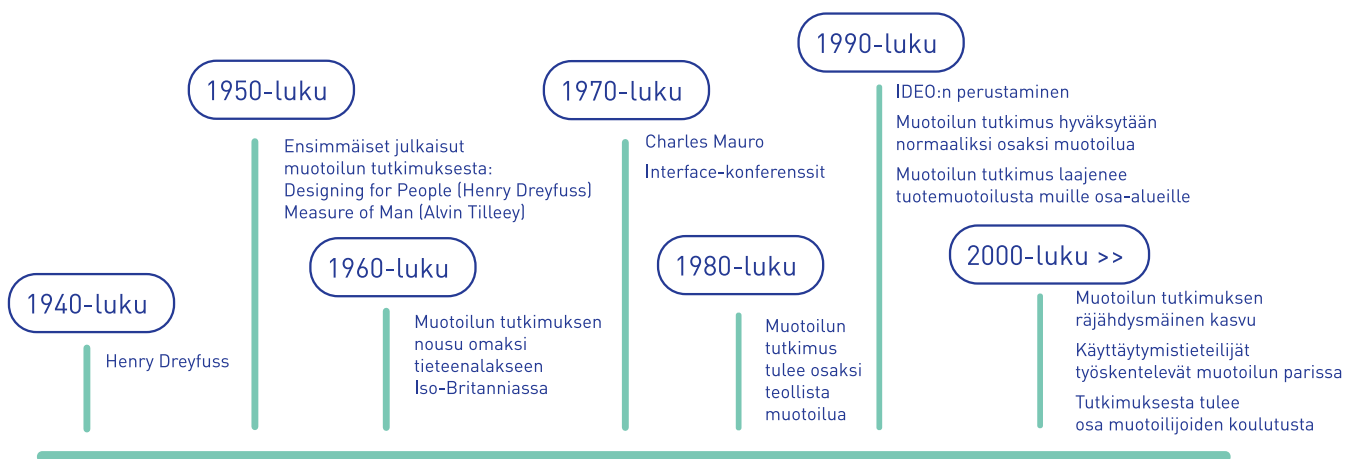 1940-luku
Henry Dreyfuss
1950-luku
Ensimmäiset julkaisut
muotoilun tutkimuksesta:
Designing for People (Henry Dreyfuss)
Measure of Man (Alvin Tilleey)
1960-luku
Muotoilun tutkimuksen
nousu omaksi
tieteenalakseen
Iso-Britanniassa
1970-luku
Charles Mauro
Interface-konferenssit
1980-luku
Muotoilun
tutkimus
tulee osaksi
teollista
muotoilua
1990-luku
IDEO:n perustaminen
Muotoilun tutkimus hyväksytään
normaaliksi osaksi muotoilua
Muotoilun tutkimus laajenee
tuotemuotoilusta muille osa-alueille
2000-luku >>
Muotoilun tutkimuksen
räjähdysmäinen kasvu
Käyttäytymistieteilijät
työskentelevät muotoilun parissa
Tutkimuksesta tulee
osa muotoilijoiden koulutusta